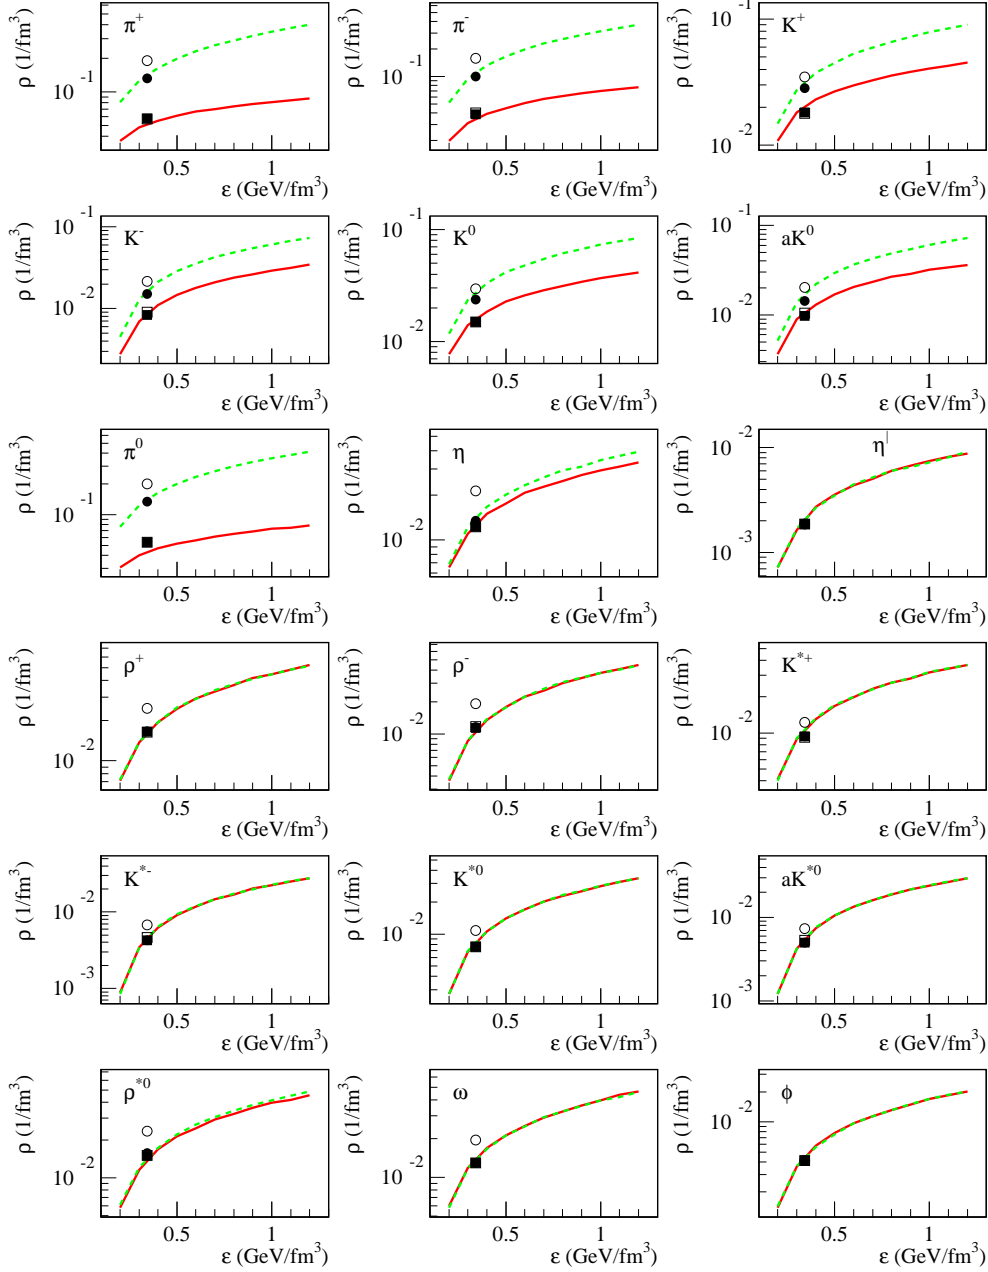 ρ (1/fm³) π⁺ 10⁻¹ 0.5 1 ε (GeV/fm³)
ρ (1/fm³) π⁻ 10⁻¹ 0.5 1 ε (GeV/fm³)
ρ (1/fm³) K⁺ 10⁻¹ 10⁻² 0.5 1 ε (GeV/fm³)
ρ (1/fm³) K⁻ 10⁻¹ 10⁻² 0.5 1 ε (GeV/fm³)
ρ (1/fm³) K⁰ 10⁻¹ 10⁻² 0.5 1 ε (GeV/fm³)
ρ (1/fm³) aK⁰ 10⁻¹ 10⁻² 0.5 1 ε (GeV/fm³)
ρ (1/fm³) π⁰ 10⁻¹ 0.5 1 ε (GeV/fm³)
ρ (1/fm³) η 10⁻² 0.5 1 ε (GeV/fm³)
ρ (1/fm³) η| 10⁻² 10⁻³ 0.5 1 ε (GeV/fm³)
ρ (1/fm³) ρ⁺ 10⁻² 0.5 1 ε (GeV/fm³)
ρ (1/fm³) ρ⁻ 10⁻² 0.5 1 ε (GeV/fm³)
ρ (1/fm³) K*⁺ 10⁻² 0.5 1 ε (GeV/fm³)
ρ (1/fm³) K*⁻ 10⁻² 10⁻³ 0.5 1 ε (GeV/fm³)
ρ (1/fm³) K*⁰ 10⁻² 0.5 1 ε (GeV/fm³)
ρ (1/fm³) aK*⁰ 10⁻² 10⁻³ 0.5 1 ε (GeV/fm³)
ρ (1/fm³) ρ*⁰ 10⁻² 0.5 1 ε (GeV/fm³)
ρ (1/fm³) ω 10⁻² 0.5 1 ε (GeV/fm³)
ρ (1/fm³) ϕ 10⁻² 0.5 1 ε (GeV/fm³)